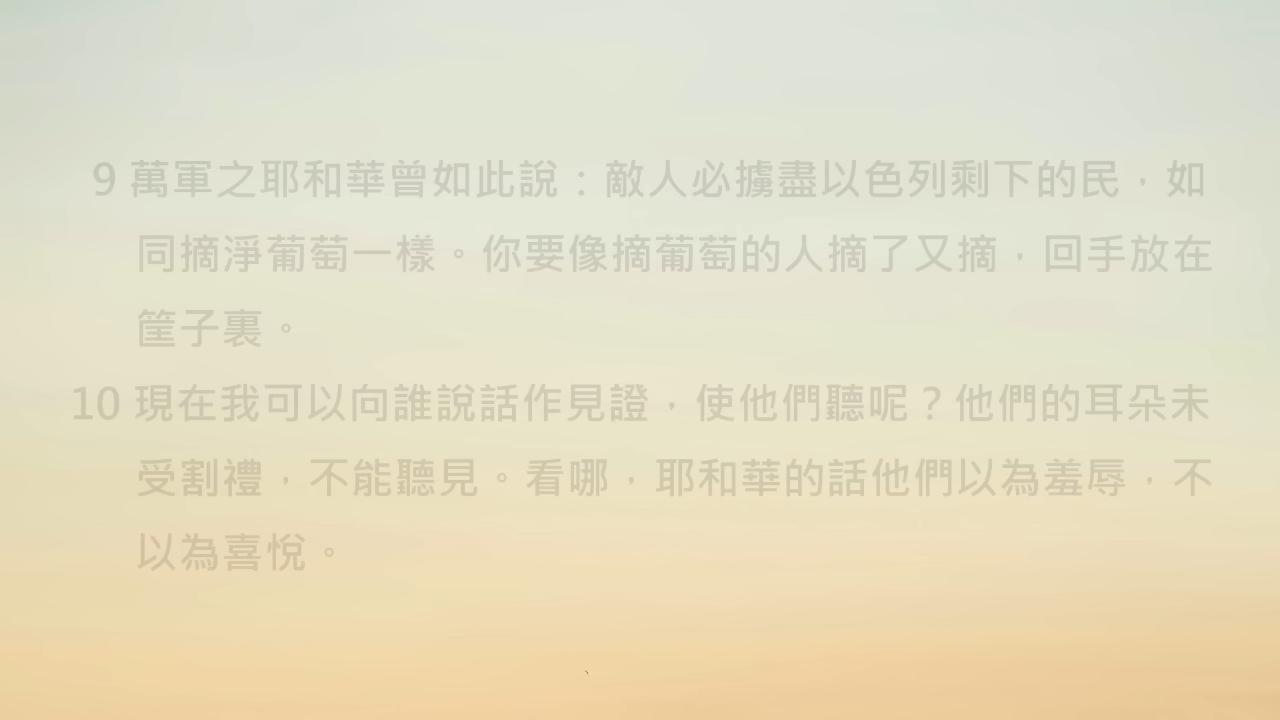 9 萬軍之耶和華曾如此說：敵人必擄盡以色列剩下的民，如
同摘淨葡萄一樣。你要像摘葡萄的人摘了又摘，回手放在
筐子裏。
10 現在我可以向誰說話作見證，使他們聽呢？他們的耳朵未
受割禮，不能聽見。看哪，耶和華的話他們以為羞辱，不
以為喜悅。